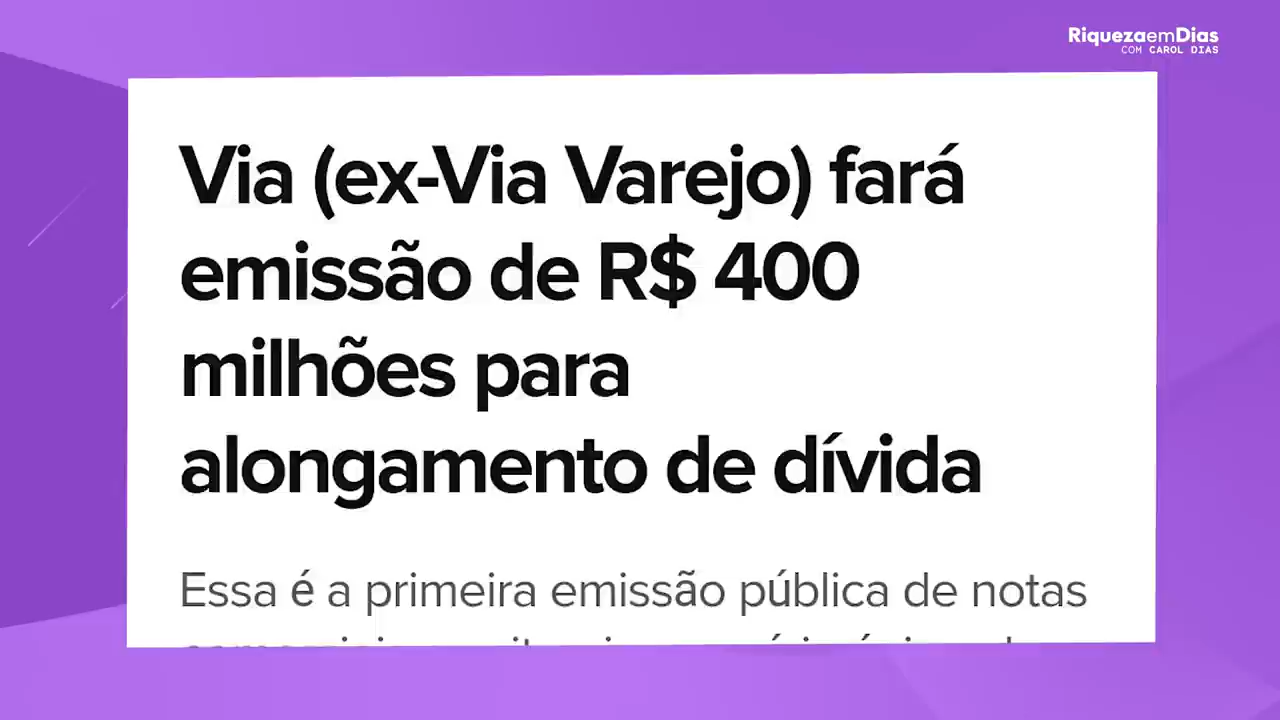 RiquezaemDias
COM CAROL DIAS
Via (ex-Via Varejo) fará
emissão de R$ 400
milhões para
alongamento de dívida
Essa é a primeira emissão pública de notas